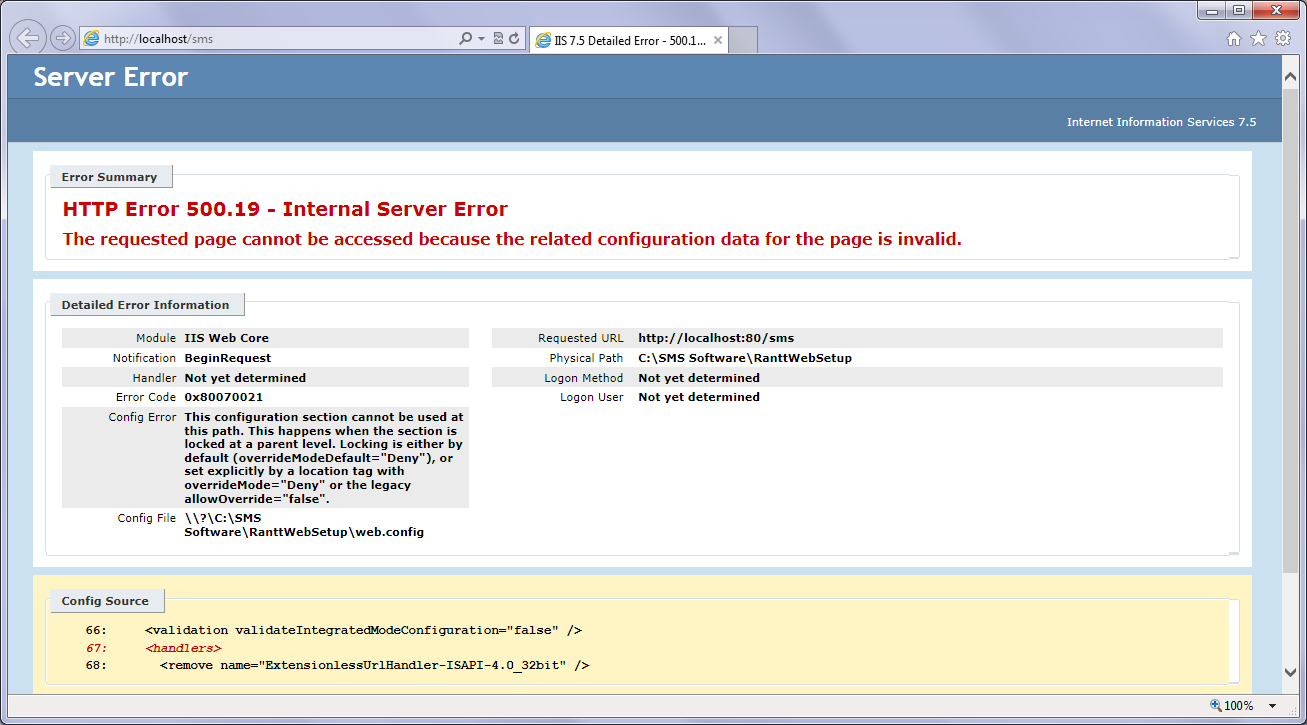 http://localhost/sms
IIS 7.5 Detailed Error - 500.1...
Server Error
Internet Information Services 7.5
Error Summary
HTTP Error 500.19 - Internal Server Error
The requested page cannot be accessed because the related configuration data for the page is invalid.
Detailed Error Information
Module IIS Web Core
Notification BeginRequest
Handler Not yet determined
Error Code 0x80070021
Config Error This configuration section cannot be used at
this path. This happens when the section is
locked at a parent level. Locking is either by
default (overrideModeDefault="Deny"), or
set explicitly by a location tag with
overrideMode="Deny" or the legacy
allowOverride="false".
Config File \\?\C:\SMS
Software\RanttWebSetup\web.config
Requested URL http://localhost:80/sms
Physical Path C:\SMS Software\RanttWebSetup
Logon Method Not yet determined
Logon User Not yet determined
Config Source
66: <validation validateIntegratedModeConfiguration="false" />
67: <handlers>
68: <remove name="ExtensionlessUrlHandler-ISAPI-4.0_32bit" />
100%